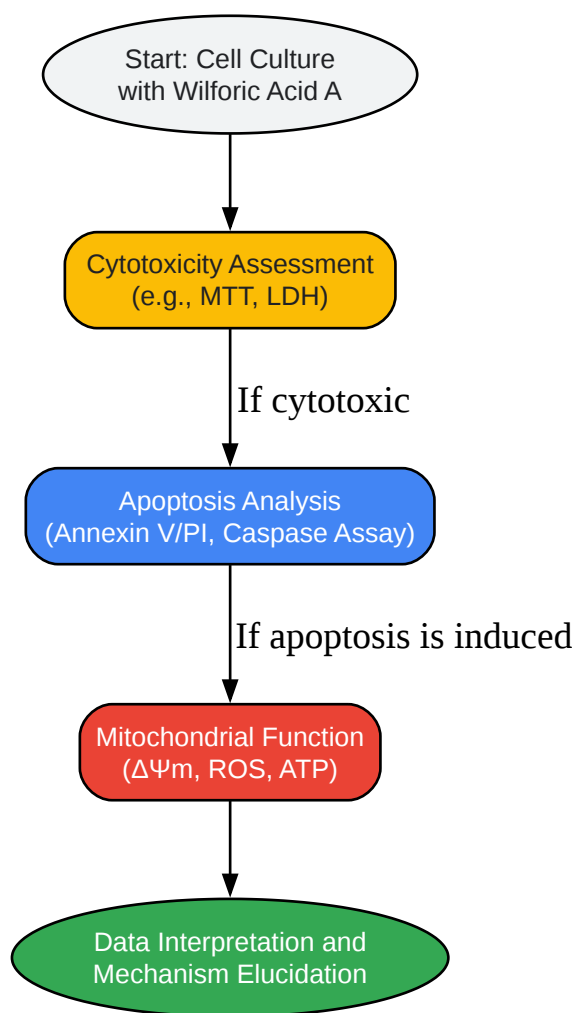 Start: Cell Culture
with Wilforic Acid A
Cytotoxicity Assessment
(e.g., MTT, LDH)
If cytotoxic
Apoptosis Analysis
(Annexin V/PI, Caspase Assay)
If apoptosis is induced
Mitochondrial Function
(ΔΨm, ROS, ATP)
Data Interpretation and
Mechanism Elucidation